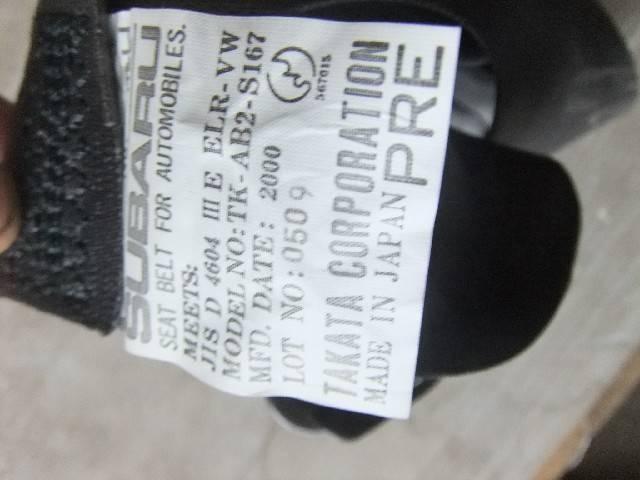 SUBARU
SEAT BELT FOR AUTOMOBILES.
MEETS:
JIS D 4604 III E ELR-VW
MODEL NO: TK-AB2-S167
MFD. DATE: 2000
LOT NO: 0509
TAKATA CORPORATION
MADE IN JAPAN PRE